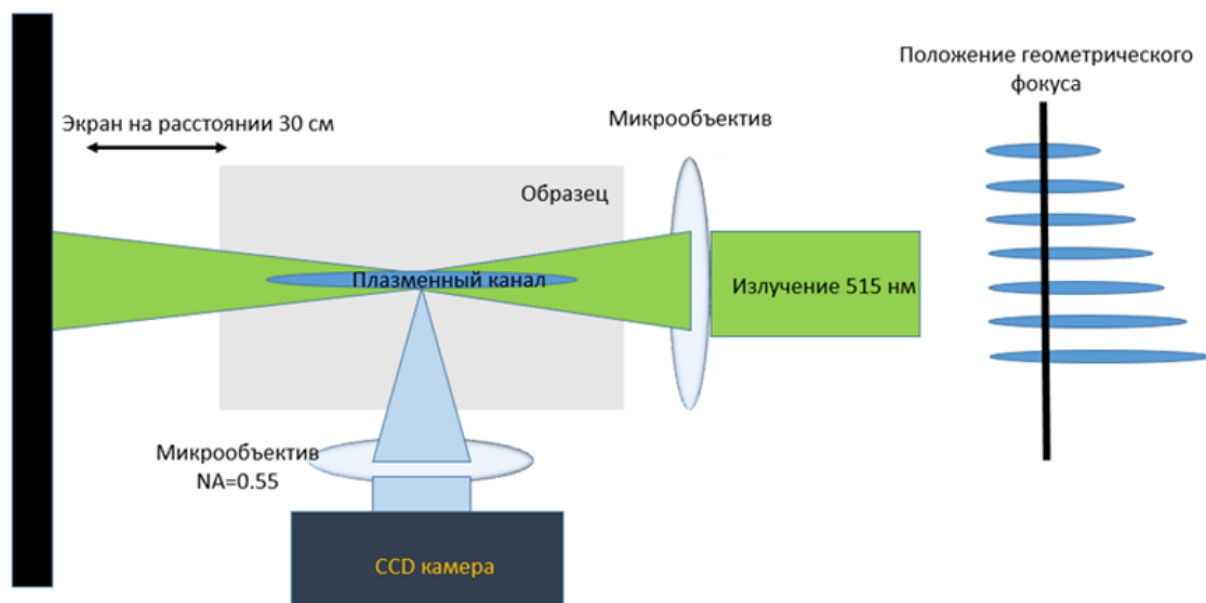 Положение геометрического
фокуса
Экран на расстоянии 30 см
Микрообъектив
Образец
Плазменный канал
Излучение 515 нм
Микрообъектив
NA=0.55
CCD камера